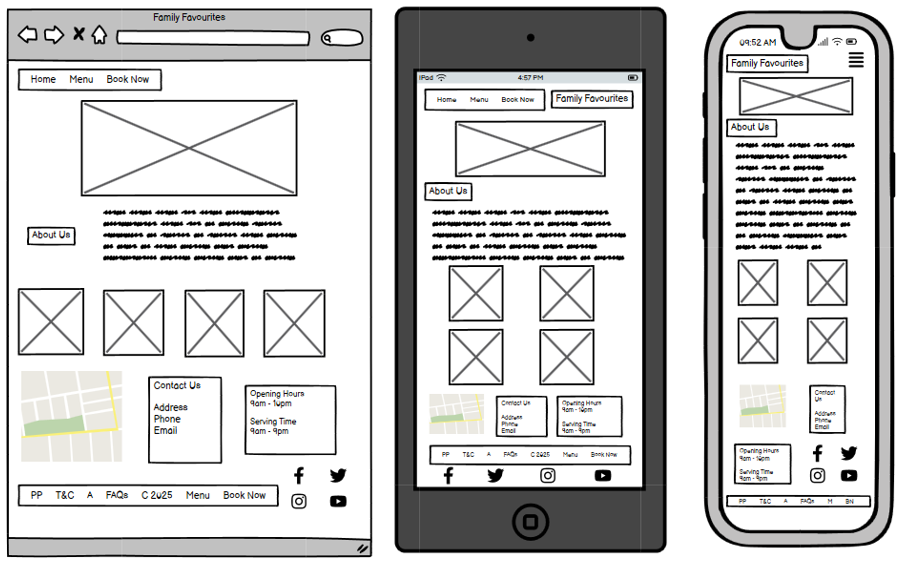 Family Favourites
Home Menu Book Now
About Us
Contact Us
Address
Phone
Email
Opening Hours
9am - 10pm
Serving Time
9am - 9pm
PP T&C A FAQs C 2025 Menu Book Now
iPad 4:57 PM
Home Menu Book Now
Family Favourites
About Us
Contact
Us
Address
Phone
Email
Opening Hours
9am - 10pm
Serving Time
9am - 9pm
PP T&C A FAQs C 2025 Menu Book Now
09:52 AM
Family Favourites
About Us
Contact
Us
Address
Phone
Email
Opening Hours
9am - 10pm
Serving Time
9am - 9pm
PP T&C A FAQs M BN